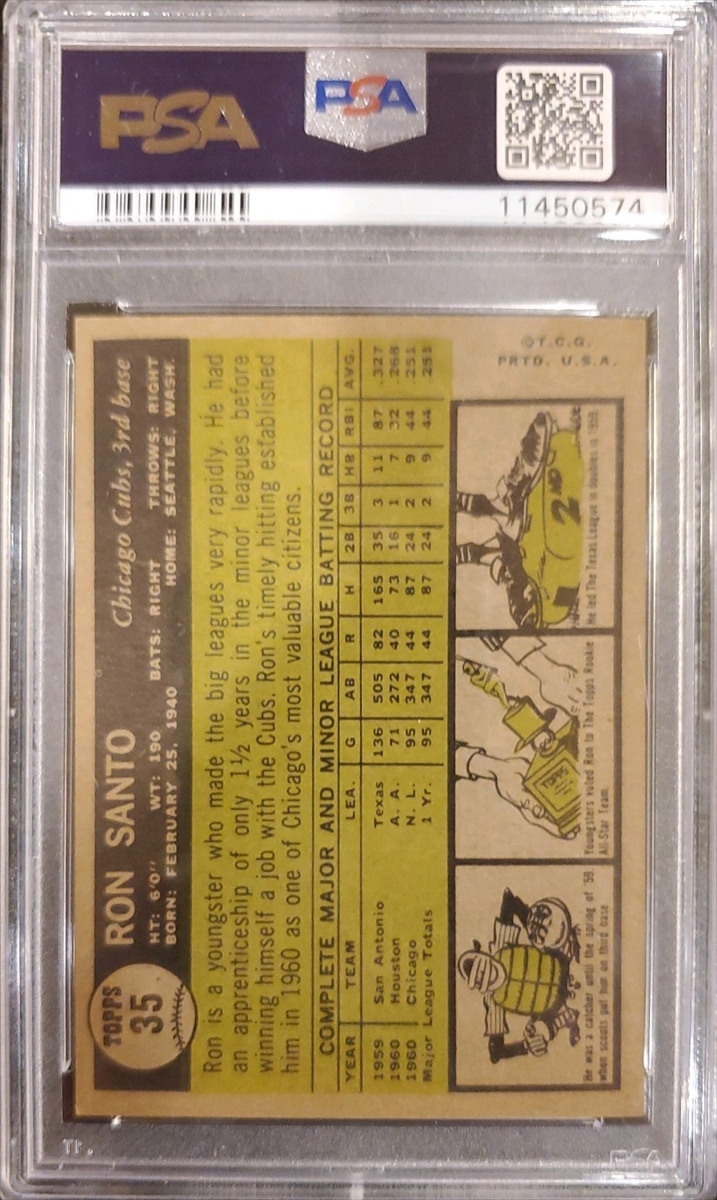 PSA
PSA
11450574
TOPPS
35
RON SANTO
Chicago Cubs, 3rd base
HT: 6'0" WT: 190 BATS: RIGHT THROWS: RIGHT
BORN: FEBRUARY 25, 1940 HOME: SEATTLE, WASH.
Ron is a youngster who made the big leagues very rapidly. He had
an apprenticeship of only 1½ years in the minor leagues before
winning himself a job with the Cubs. Ron's timely hitting established
him in 1960 as one of Chicago's most valuable citizens.
COMPLETE MAJOR AND MINOR LEAGUE BATTING RECORD
YEAR TEAM LEA. G AB R H 2B 3B HR RBI AVG.
1959 San Antonio Texas 136 505 82 165 35 3 11 87 .327
1960 Houston A. A. 71 272 40 73 16 1 7 32 .268
1960 Chicago N. L. 95 347 44 87 24 2 9 44 .251
Major League Totals 1 Yr. 95 347 44 87 24 2 9 44 .251
He was a catcher until the spring of '59
when scouts put him on third base
TOPPS
Youngsters voted Ron to The Topps Rookie
All-Star Team.
2ND
He led The Texas League in doubles in 1959.
©T.C.G.
PRTD. U.S.A.
PSA